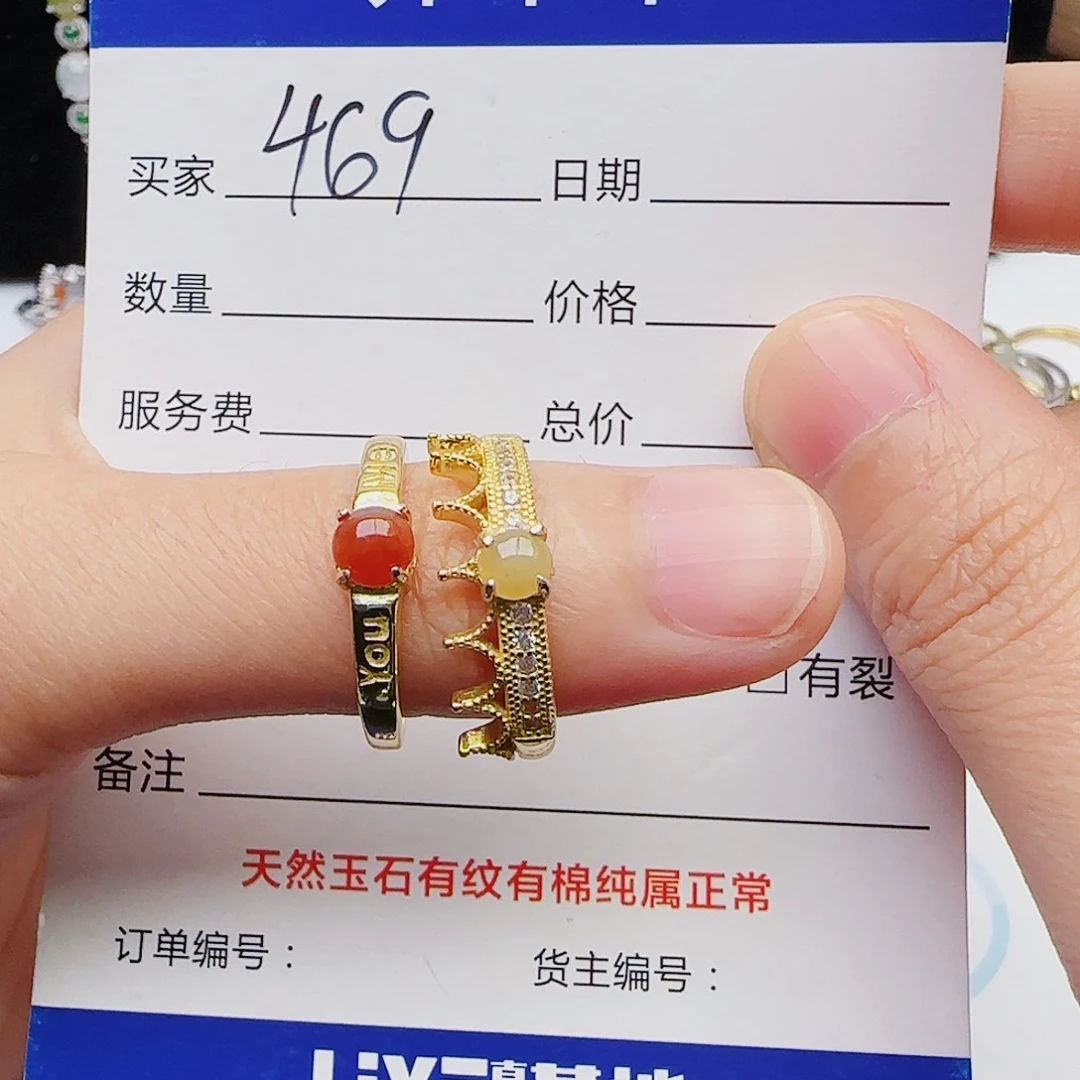 买家 469 日期
数量 价格
服务费 总价
you
□有裂
备注
天然玉石有纹有棉纯属正常
订单编号： 货主编号：